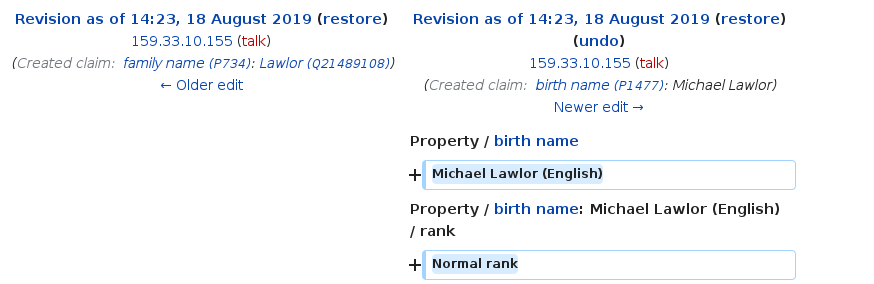 Revision as of 14:23, 18 August 2019 (restore)
159.33.10.155 (talk)
(Created claim: family name (P734): Lawlor (Q21489108))
← Older edit
Revision as of 14:23, 18 August 2019 (restore)
(undo)
159.33.10.155 (talk)
(Created claim: birth name (P1477): Michael Lawlor)
Newer edit →
Property / birth name
+ Michael Lawlor (English)
Property / birth name: Michael Lawlor (English)
/ rank
+ Normal rank